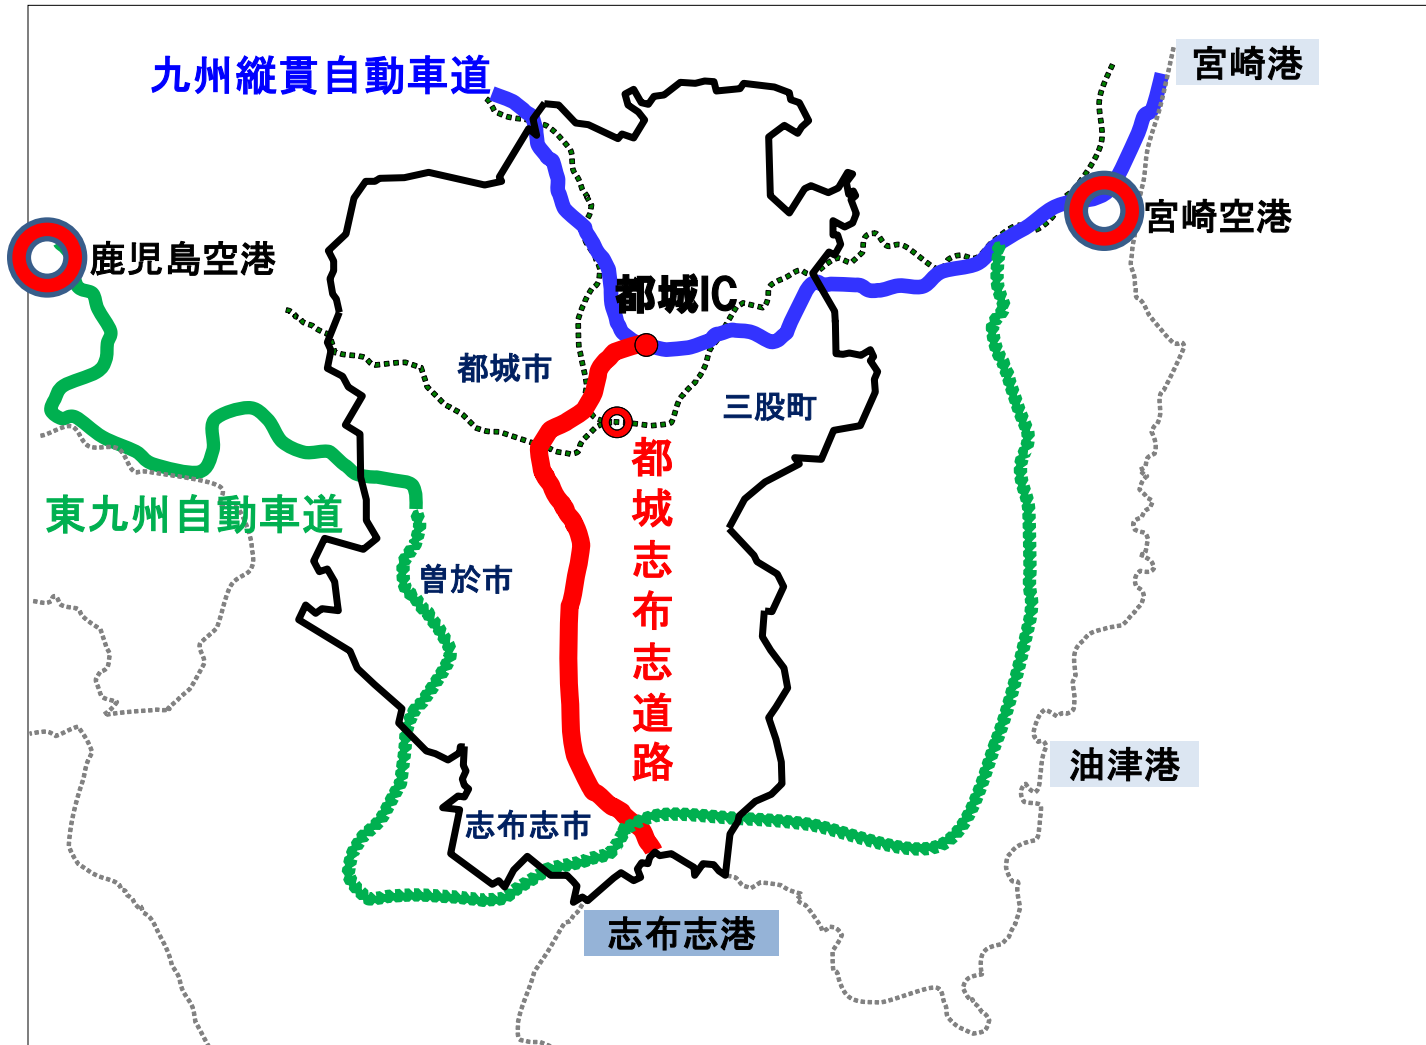 宮崎港
九州縦貫自動車道
宮崎空港
鹿児島空港
都城IC
都城市
三股町
都城志布志道路
東九州自動車道
曽於市
油津港
志布志市
志布志港